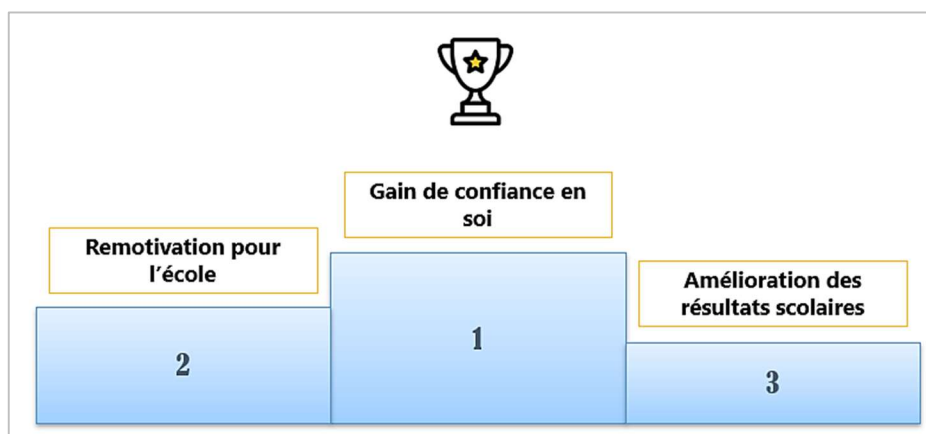 Gain de confiance en
soi
Remotivation pour
l'école
Amélioration des
résultats scolaires
2
1
3